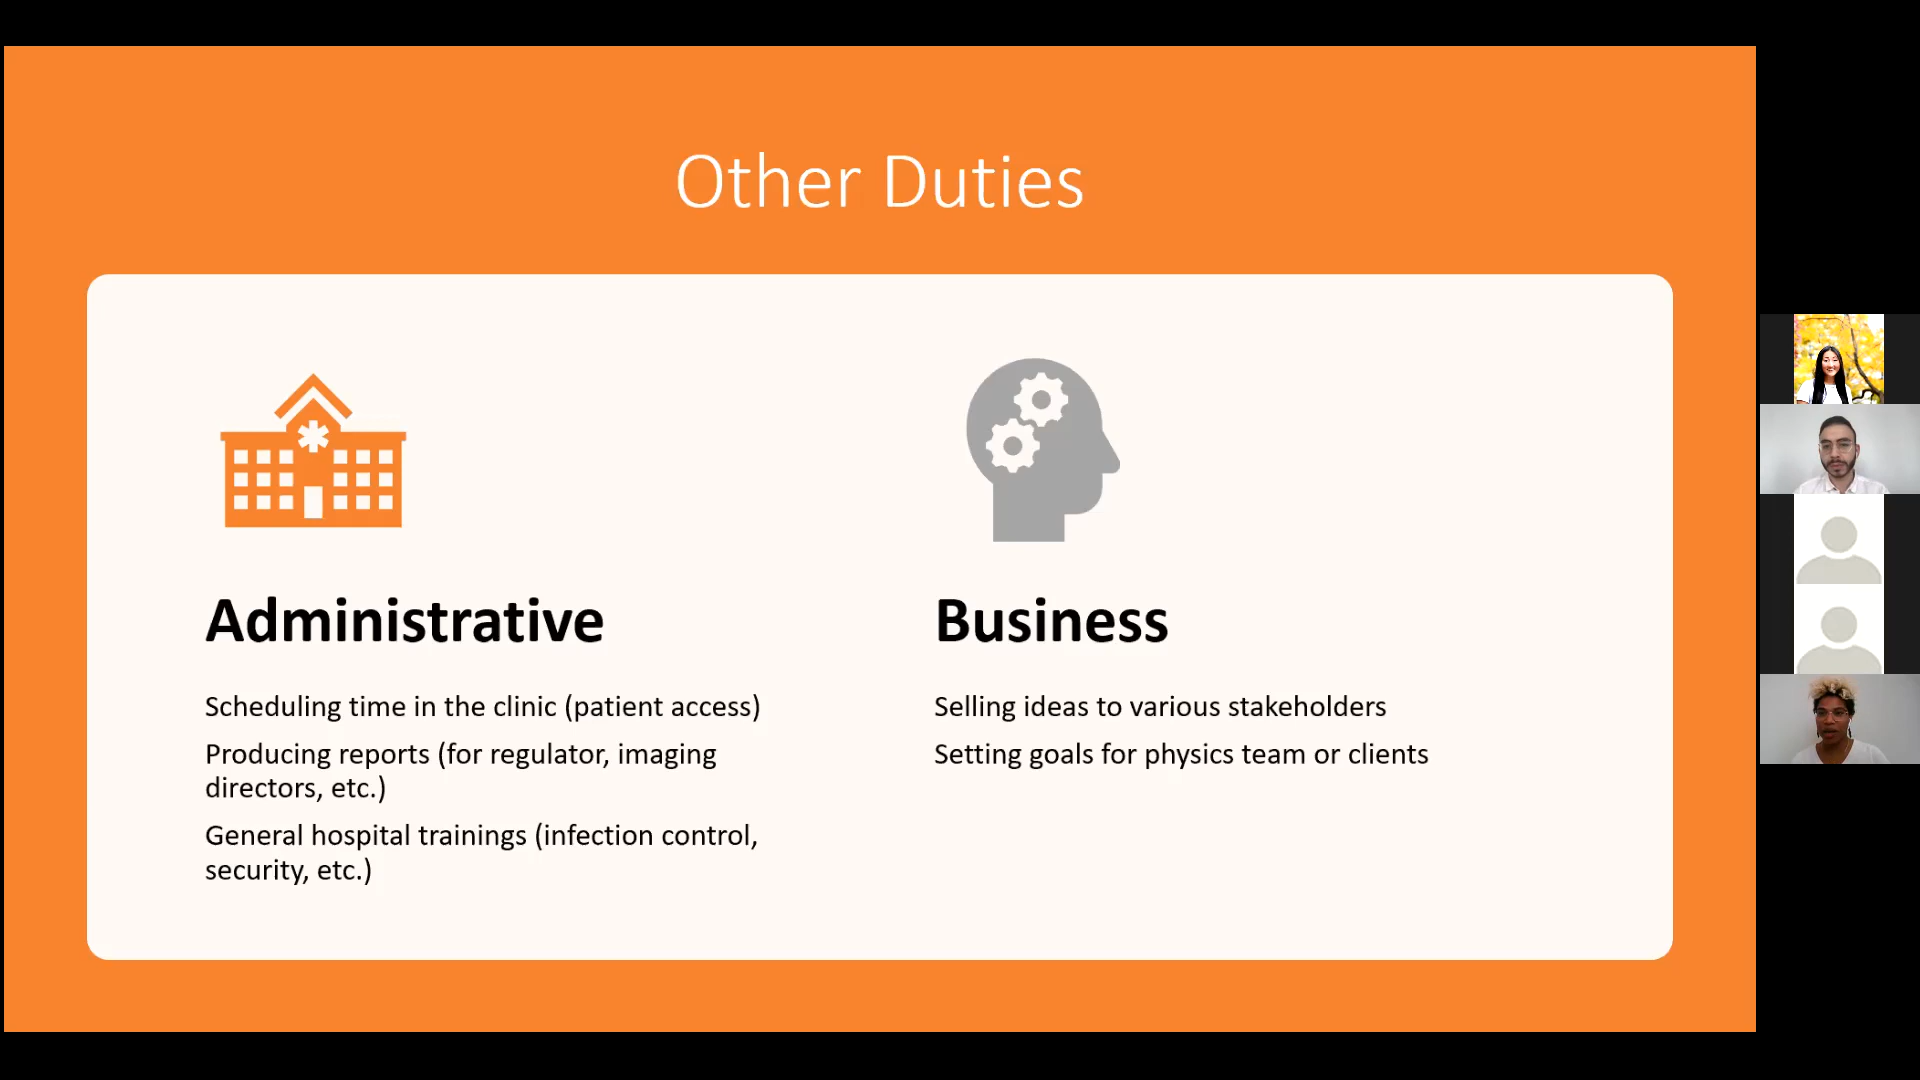 Other Duties
Administrative
Scheduling time in the clinic (patient access)
Producing reports (for regulator, imaging
directors, etc.)
General hospital trainings (infection control,
security, etc.)
Business
Selling ideas to various stakeholders
Setting goals for physics team or clients